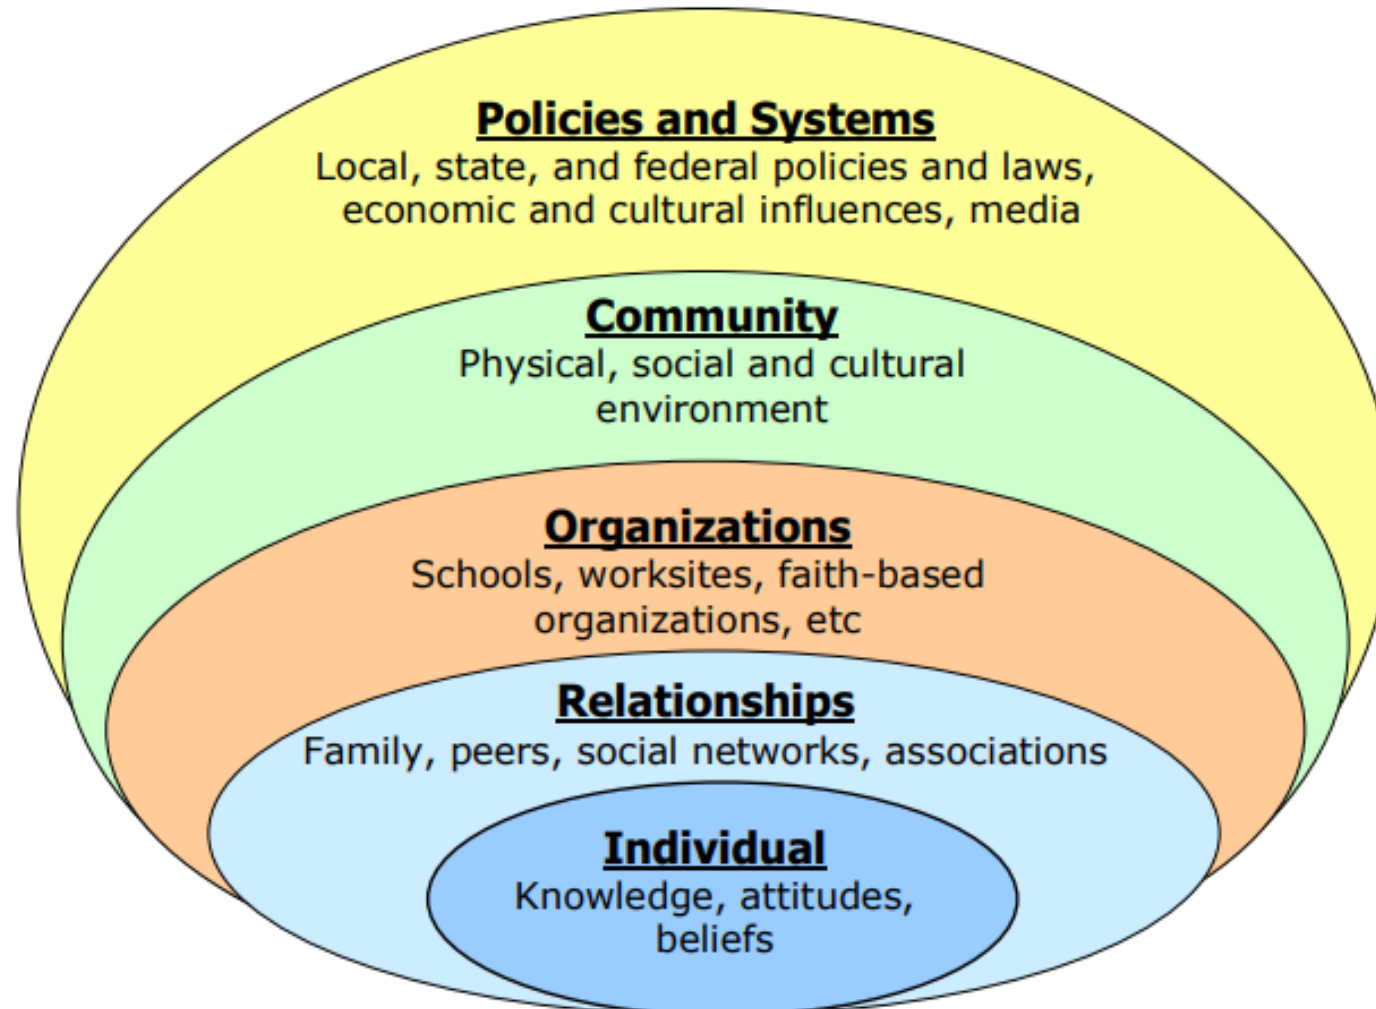 Policies and Systems
Local, state, and federal policies and laws,
economic and cultural influences, media
Community
Physical, social and cultural
environment
Organizations
Schools, worksites, faith-based
organizations, etc
Relationships
Family, peers, social networks, associations
Individual
Knowledge, attitudes,
beliefs